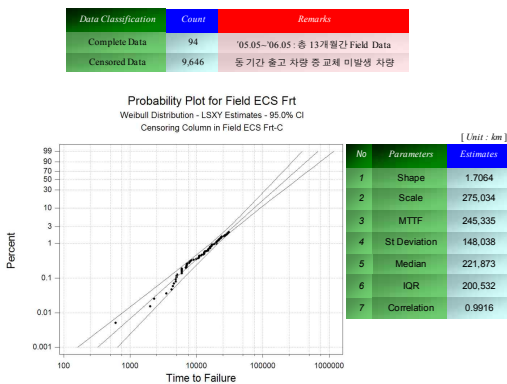 Data Classification Count Remarks
Complete Data 94 '05.05~'06.05 : 총 13개월간 Field Data
Censored Data 9,646 동기간 출고 차량 중 교체 미발생 차량
Probability Plot for Field ECS Frt
Weibull Distribution - LSXY Estimates - 95.0% CI
Censoring Column in Field ECS Frt-C
[ Unit : km ]
No Parameters Estimates
1 Shape 1.7064
2 Scale 275,034
3 MTTF 245,335
4 St Deviation 148,038
5 Median 221,873
6 IQR 200,532
7 Correlation 0.9916
Percent
99
90
70
50
30
10
3
1
0.1
0.01
0.001
100 1000 10000 100000 1000000
Time to Failure